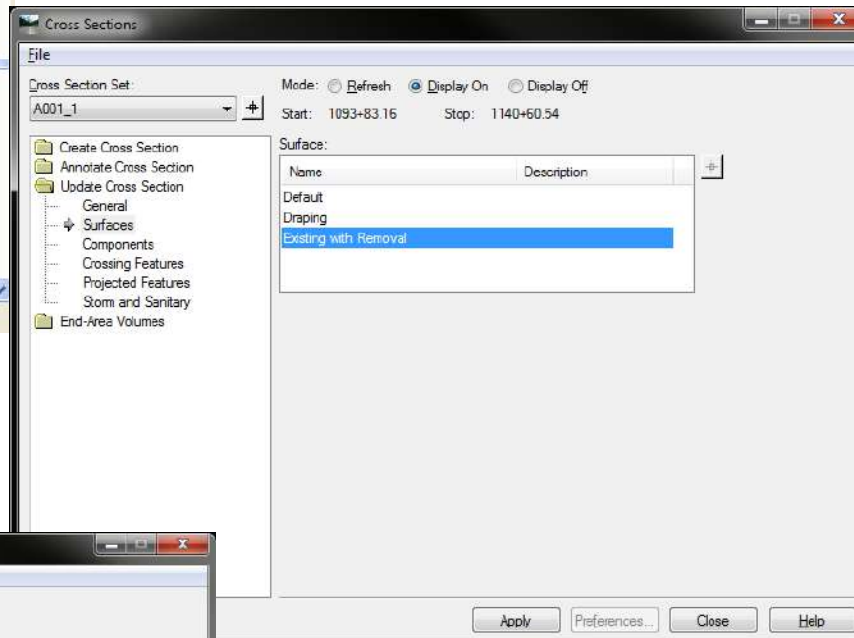 Cross Sections
File
Cross Section Set:
A001_1
Mode: Refresh Display On Display Off
Start: 1093+83.16 Stop: 1140+60.54
Create Cross Section
Annotate Cross Section
Update Cross Section
General
Surfaces
Components
Crossing Features
Projected Features
Storm and Sanitary
End-Area Volumes
Surface:
Name Description
Default
Draping
Existing with Removal
Apply Preferences... Close Help